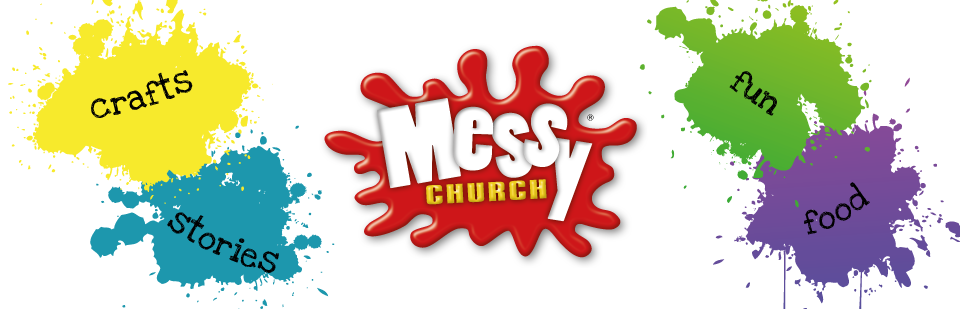 crafts
stories
Messy®
CHURCH
fun
food